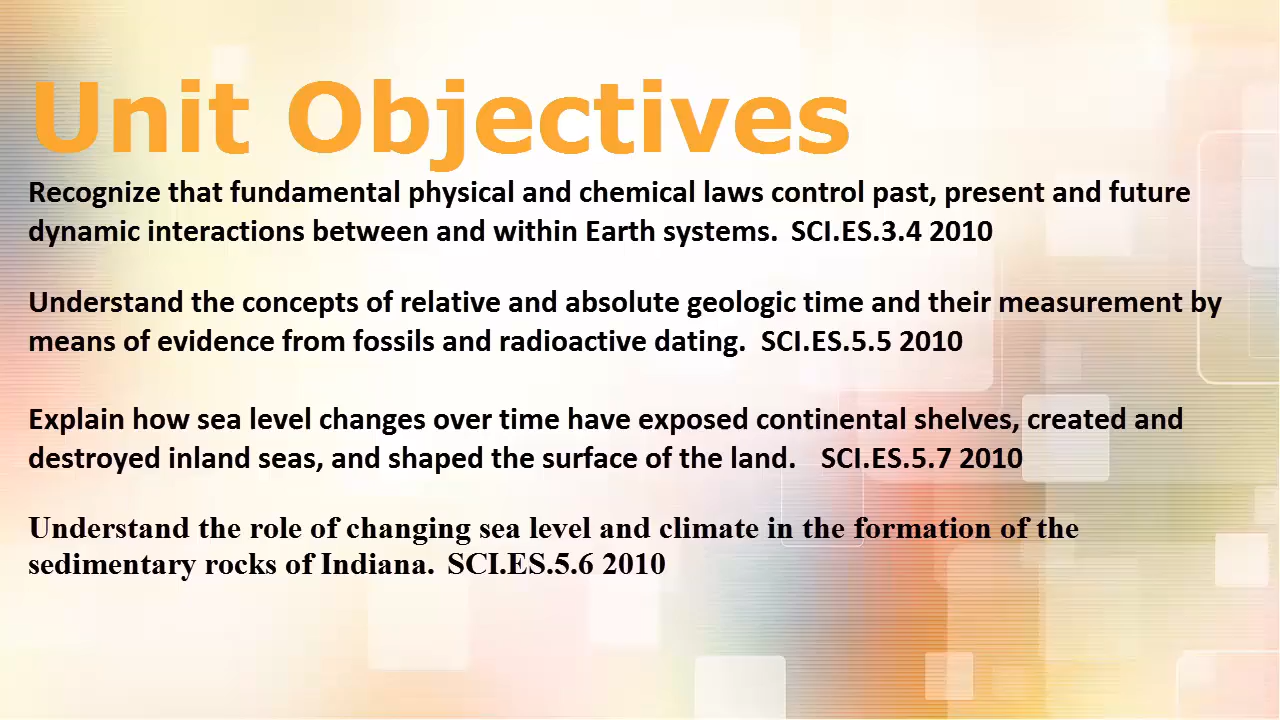 Unit Objectives
Recognize that fundamental physical and chemical laws control past, present and future
dynamic interactions between and within Earth systems.  SCI.ES.3.4 2010
Understand the concepts of relative and absolute geologic time and their measurement by
means of evidence from fossils and radioactive dating.  SCI.ES.5.5 2010
Explain how sea level changes over time have exposed continental shelves, created and
destroyed inland seas, and shaped the surface of the land.   SCI.ES.5.7 2010
Understand the role of changing sea level and climate in the formation of the
sedimentary rocks of Indiana.  SCI.ES.5.6 2010